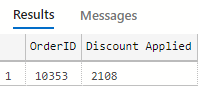 Results Messages
OrderID Discount Applied
1 10353 2108